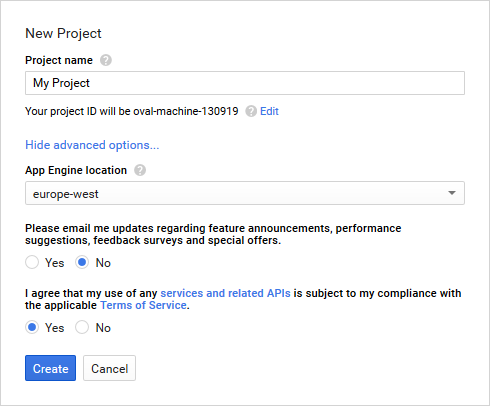 New Project
Project name ?
My Project
Your project ID will be oval-machine-130919 ? Edit
Hide advanced options...
App Engine location ?
europe-west
Please email me updates regarding feature announcements, performance
suggestions, feedback surveys and special offers.
Yes No
I agree that my use of any services and related APIs is subject to my compliance with
the applicable Terms of Service.
Yes No
Create Cancel